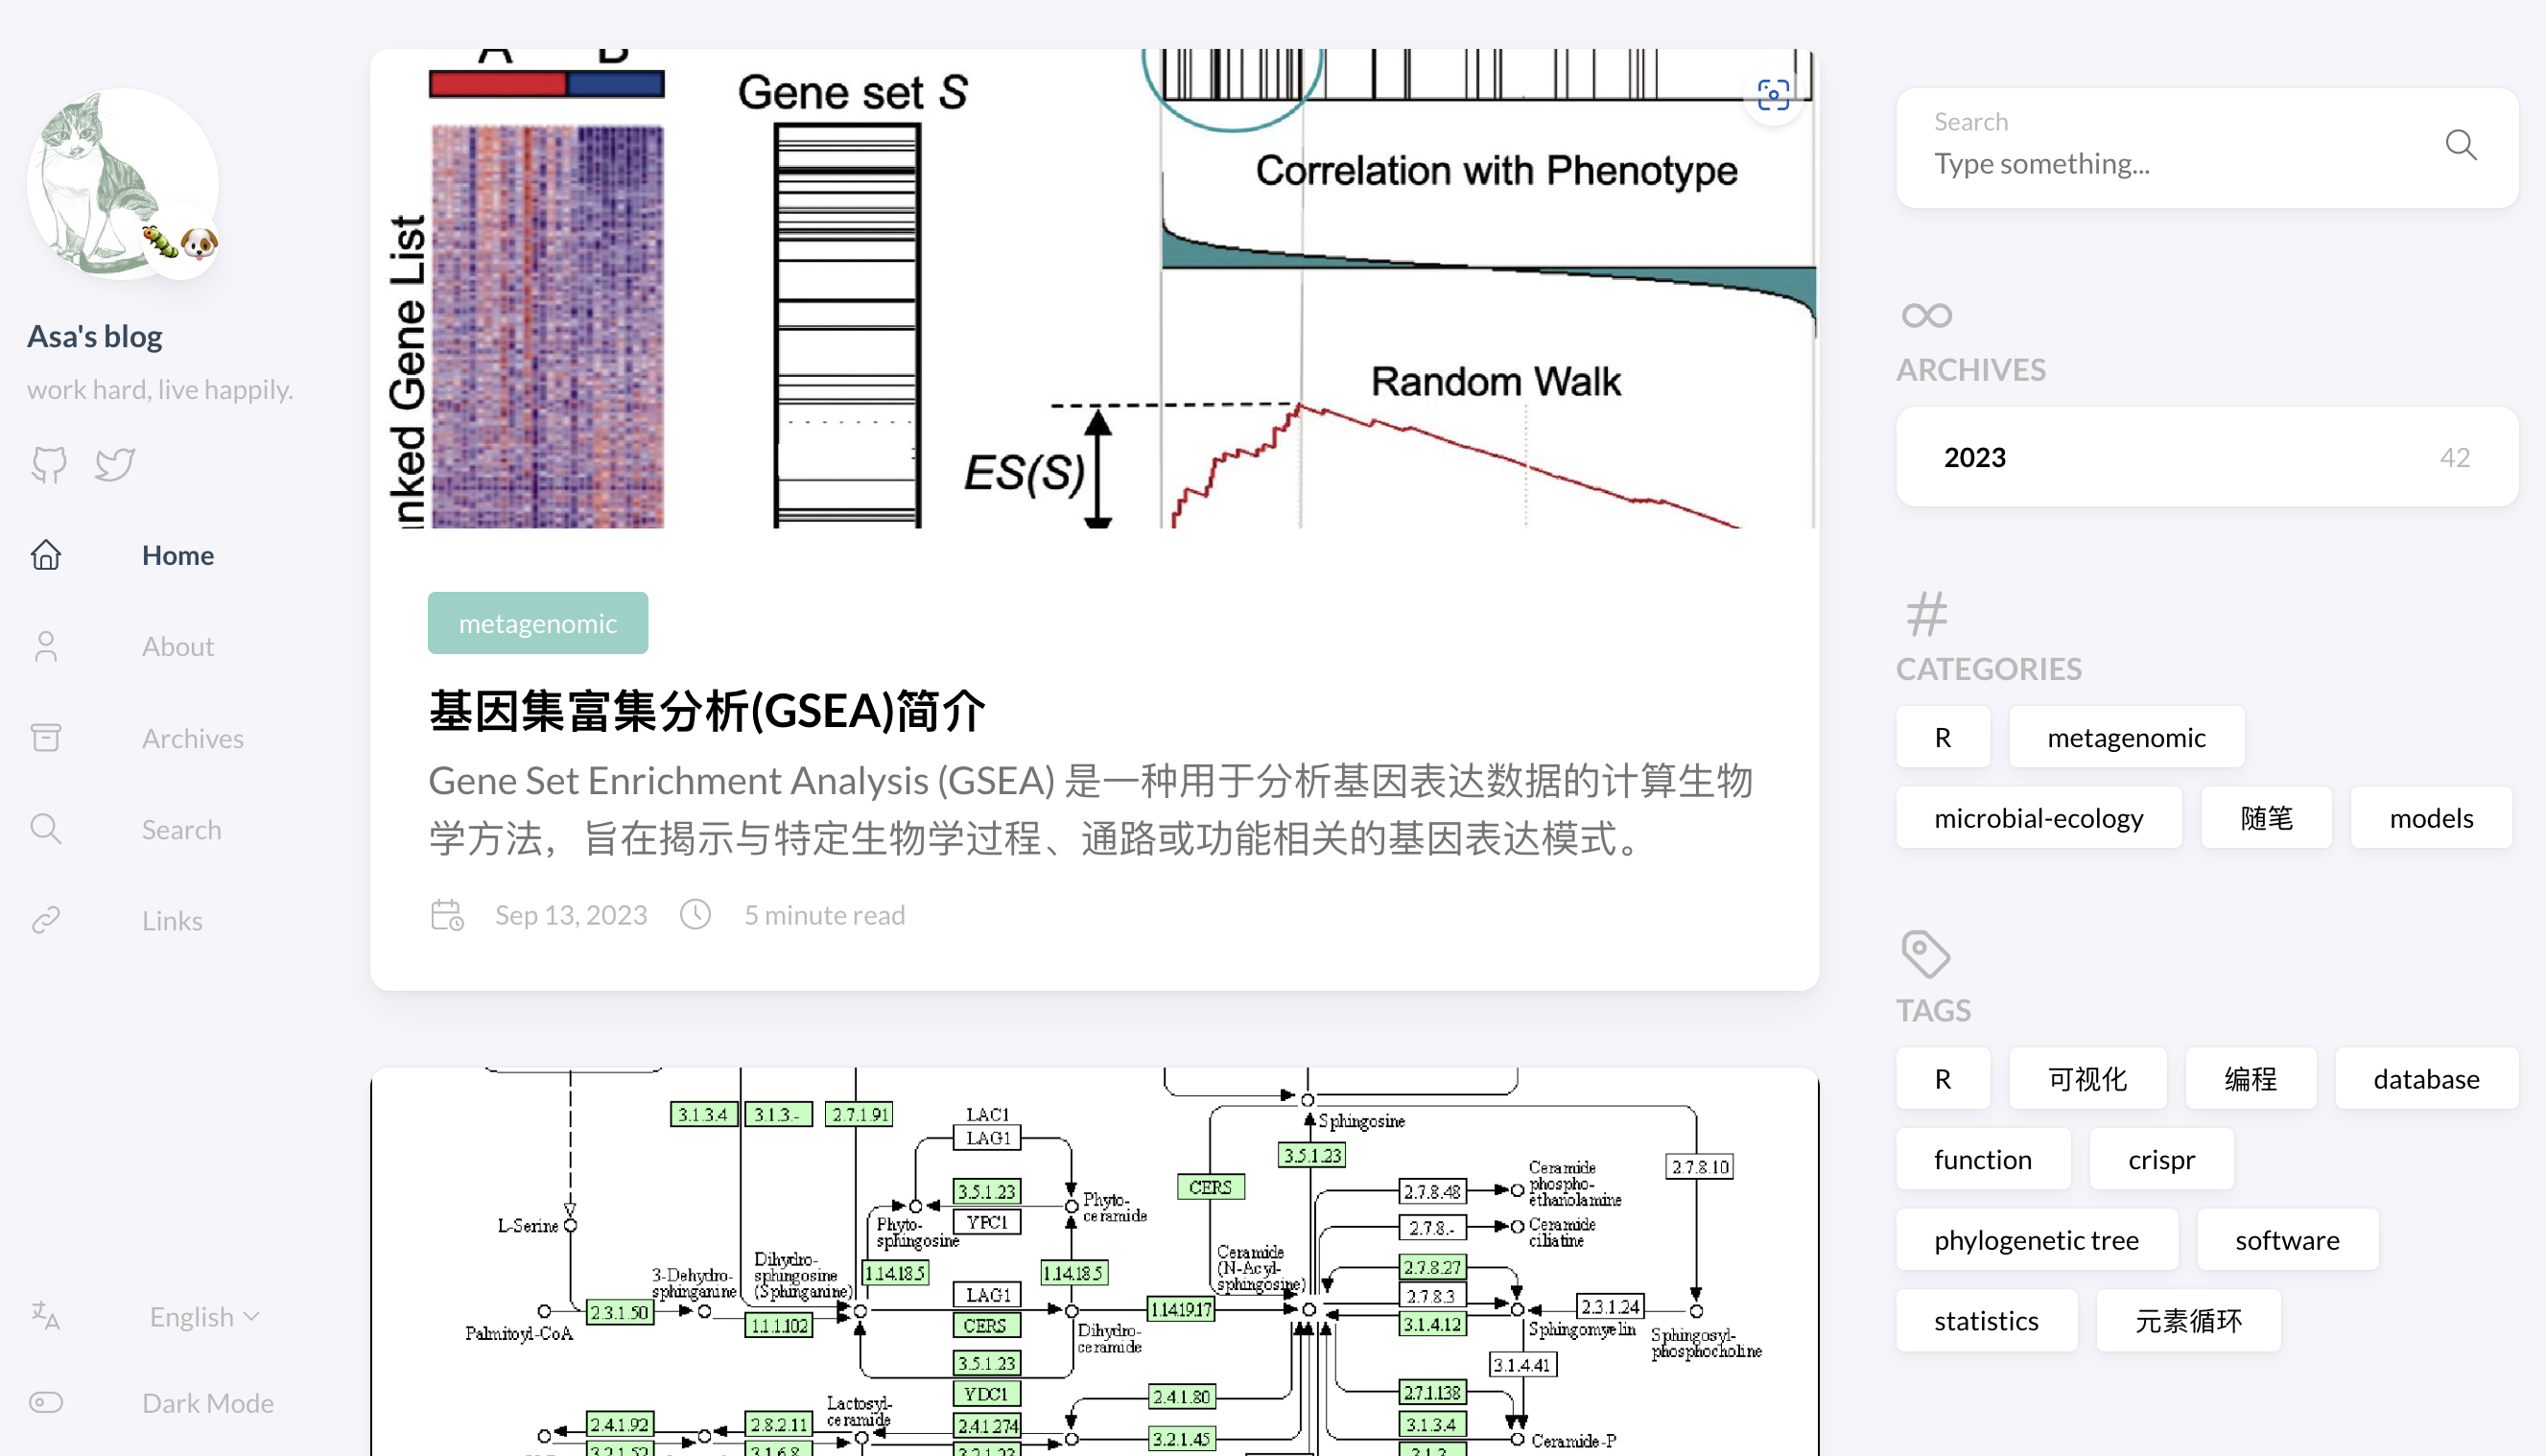 Asa's blog
work hard, live happily.
Home
About
Archives
Search
Links
English
Dark Mode
A B
Gene set S
Correlation with Phenotype
Random Walk
ES(S)
Gene List
metagenomic
基因集富集分析(GSEA)简介
Gene Set Enrichment Analysis (GSEA) 是一种用于分析基因表达数据的计算生物
学方法，旨在揭示与特定生物学过程、通路或功能相关的基因表达模式。
Sep 13, 2023 5 minute read
3.1.3.4 3.1.3.- 2.7.1.91
LAC1
LAG1
Sphingosine
3.5.1.23
2.7.8.10
CERS
3.5.1.23
YPC1
Phyto-
ceramide
Phyto-
sphingosine
L-Serine
2.7.8.48
Ceramide
phospho-
ethanolamine
2.7.8.-
Ceramide
ciliatine
Ceramide
(N-Acyl-
sphingosine)
3-Dehydro-
sphinganine
Dihydro-
sphingosine
(Sphinganine)
1.14.18.5
1.14.18.5
2.7.8.27
2.7.8.3
3.1.4.12
Palmitoyl-CoA
2.3.1.50
1.1.1.102
LAG1
CERS
Dihydro-
ceramide
1.14.19.17
Sphingomyelin
2.3.1.24
Sphingosyl-
phosphocholine
3.5.1.23
YDC1
3.1.4.41
Lactosyl-
ceramide
2.4.1.80
2.7.1.138
2.4.1.92
2.8.2.11
2.4.1.274
3.2.1.45
3.1.3.4
Ceramide-P
Search
Type something...
ARCHIVES
2023 42
CATEGORIES
R metagenomic
microbial-ecology 随笔 models
TAGS
R 可视化 编程 database
function crispr
phylogenetic tree software
statistics 元素循环